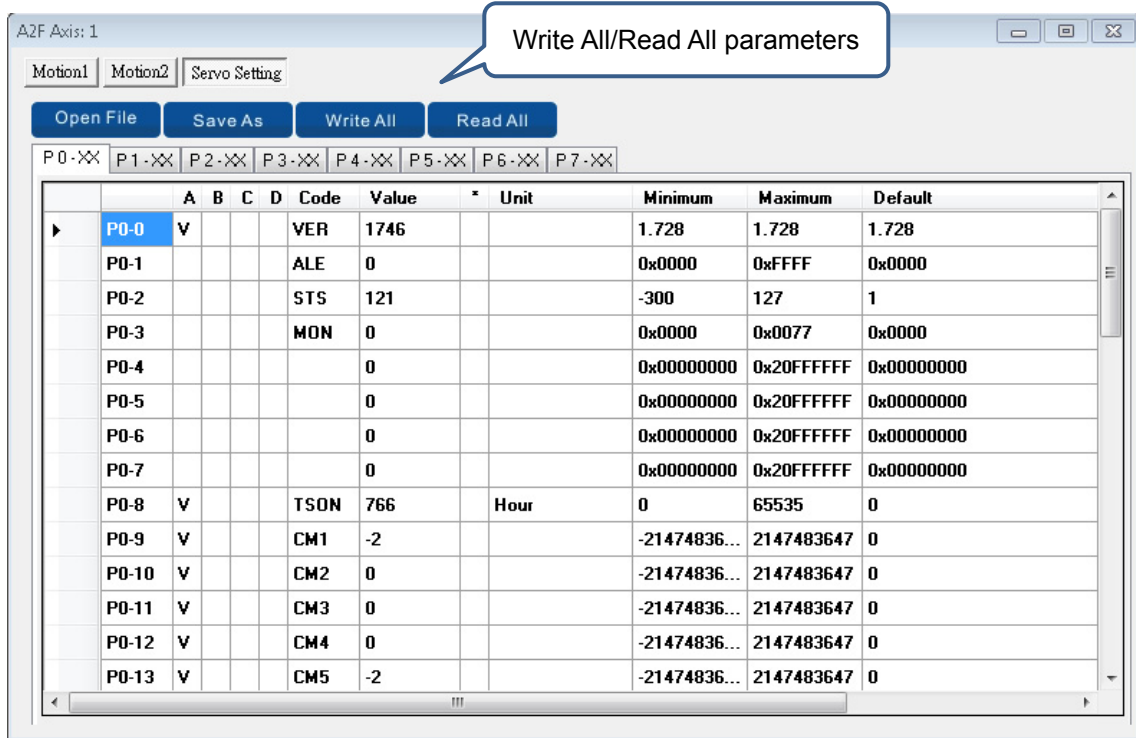 A2F Axis: 1
Write All/Read All parameters
Motion1 Motion2 Servo Setting
Open File Save As Write All Read All
P0-XX P1-XX P2-XX P3-XX P4-XX P5-XX P6-XX P7-XX
A B C D Code Value * Unit Minimum Maximum Default
P0-0 V VER 1746 1.728 1.728 1.728
P0-1 ALE 0 0x0000 0xFFFF 0x0000
P0-2 STS 121 -300 127 1
P0-3 MON 0 0x0000 0x0077 0x0000
P0-4 0 0x00000000 0x20FFFFFF 0x00000000
P0-5 0 0x00000000 0x20FFFFFF 0x00000000
P0-6 0 0x00000000 0x20FFFFFF 0x00000000
P0-7 0 0x00000000 0x20FFFFFF 0x00000000
P0-8 V TSON 766 Hour 0 65535 0
P0-9 V CM1 -2 -21474836... 2147483647 0
P0-10 V CM2 0 -21474836... 2147483647 0
P0-11 V CM3 0 -21474836... 2147483647 0
P0-12 V CM4 0 -21474836... 2147483647 0
P0-13 V CM5 -2 -21474836... 2147483647 0